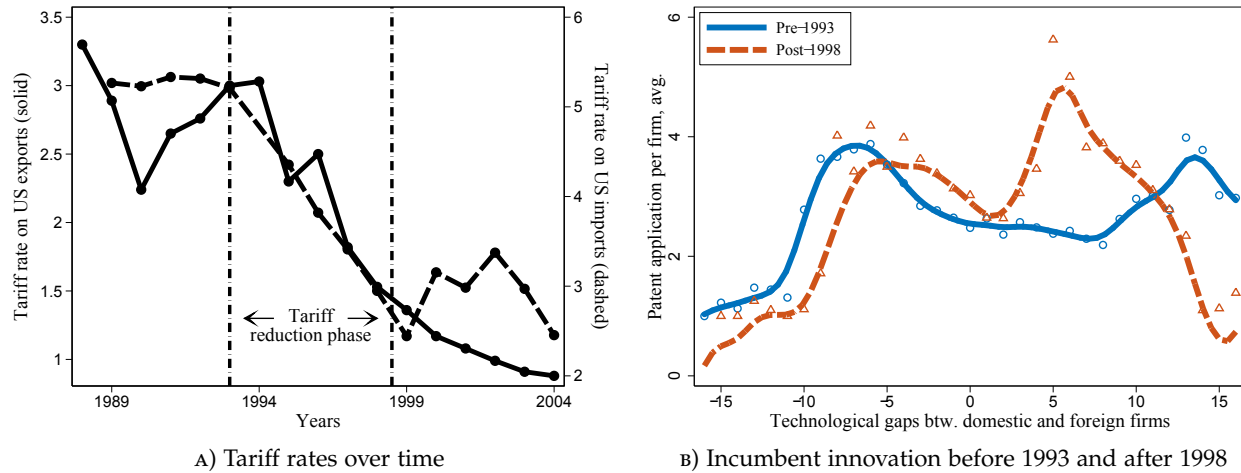 3.5
3
2.5
2
1.5
1
Tariff rate on US exports (solid)
6
5
4
3
2
Tariff rate on US imports (dashed)
Tariff
reduction phase
1989
1994
1999
2004
Years
A) Tariff rates over time
Pre−1993
Post−1998
6
4
2
0
Patent application per firm, avg.
−15
−10
−5
0
5
10
15
Technological gaps btw. domestic and foreign firms
B) Incumbent innovation before 1993 and after 1998